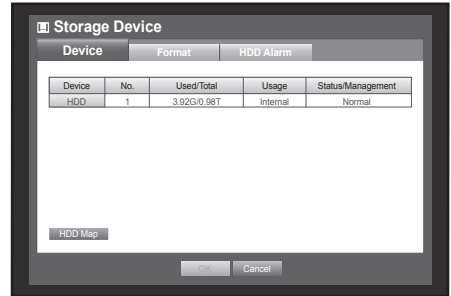 Storage Device
Device Format HDD Alarm
Device No. Used/Total Usage Status/Management
HDD 1 3.92G/0.98T Internal Normal
HDD Map
OK Cancel